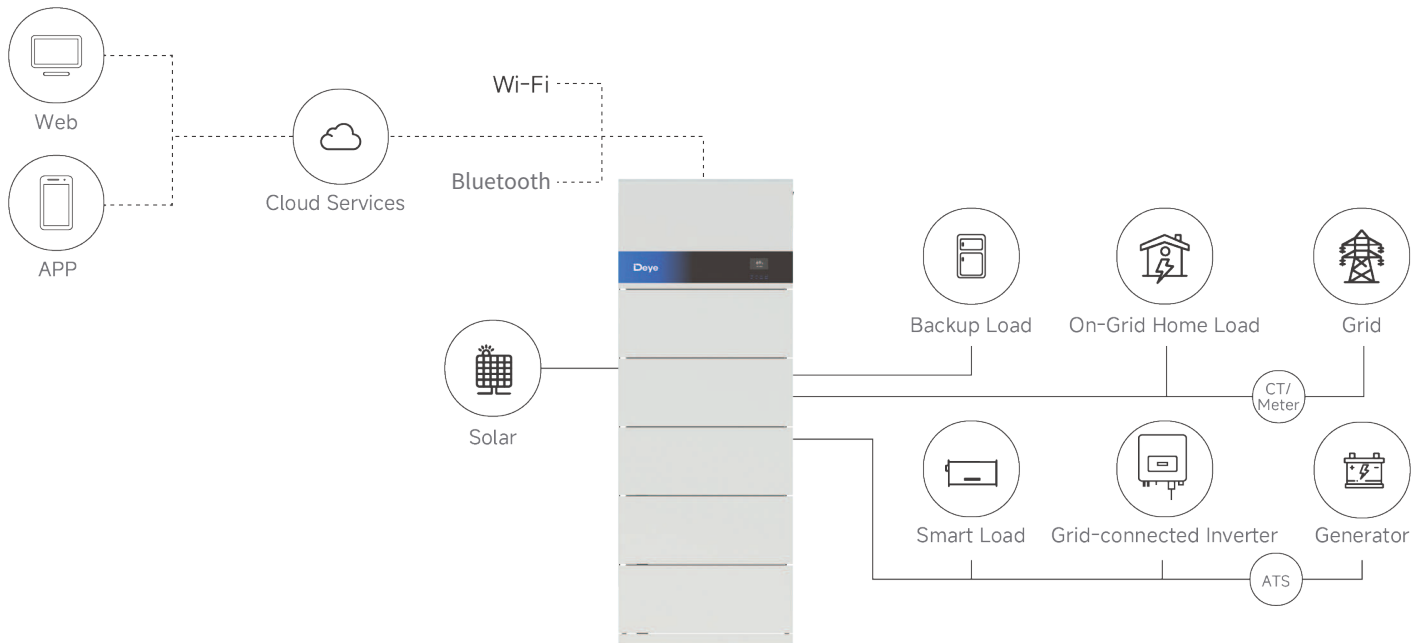 Web
APP
Cloud Services
Wi-Fi
Bluetooth
Deye
Solar
Backup Load
On-Grid Home Load
Grid
CT/
Meter
Smart Load
Grid-connected Inverter
Generator
ATS